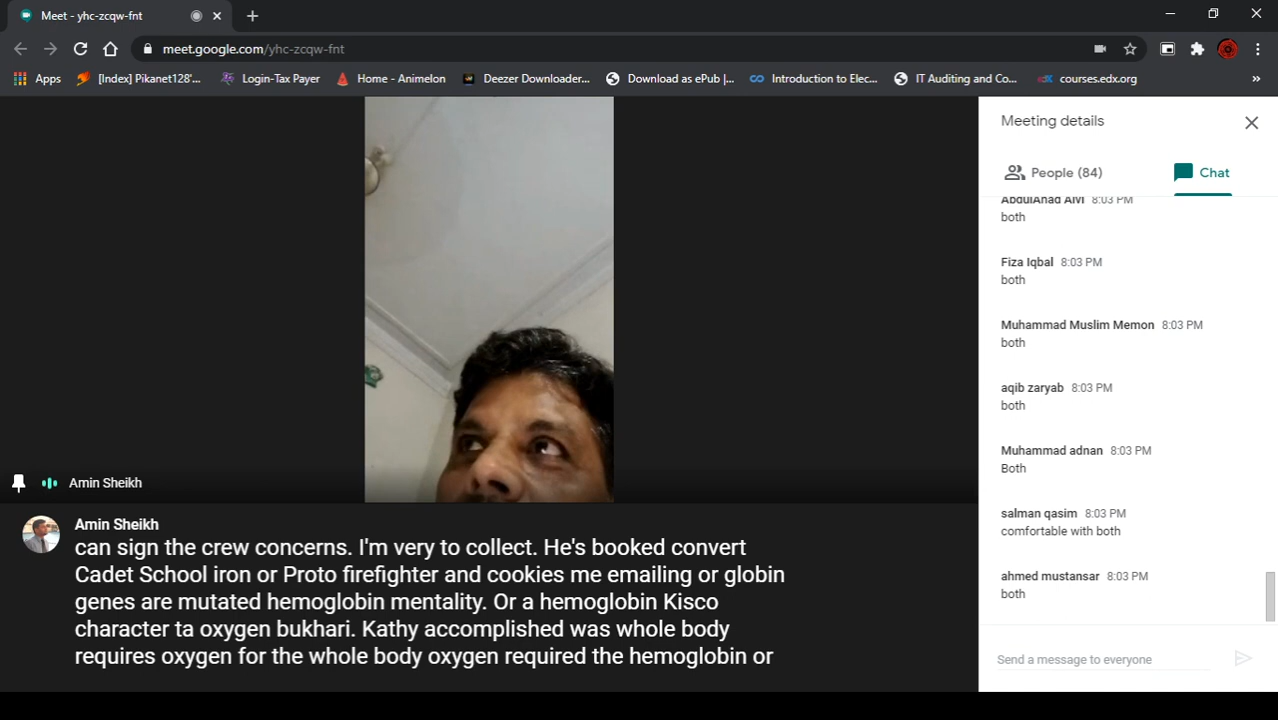 Meet - yhc-zcqw-fnt
meet.google.com/yhc-zcqw-fnt
Apps
[Index] Pikanet128'...
Login-Tax Payer
Home - Animelon
Deezer Downloader...
Download as ePub |...
Introduction to Elec...
IT Auditing and Co...
courses.edx.org
»
Amin Sheikh
Amin Sheikh
can sign the crew concerns. I'm very to collect. He's booked convert
Cadet School iron or Proto firefighter and cookies me emailing or globin
genes are mutated hemoglobin mentality. Or a hemoglobin Kisco
character ta oxygen bukhari. Kathy accomplished was whole body
requires oxygen for the whole body oxygen required the hemoglobin or
Meeting details
People (84)
Chat
AbdulAhad Alvi 8:03 PM
both
Fiza Iqbal 8:03 PM
both
Muhammad Muslim Memon 8:03 PM
both
aqib zaryab 8:03 PM
both
Muhammad adnan 8:03 PM
Both
salman qasim 8:03 PM
comfortable with both
ahmed mustansar 8:03 PM
both
Send a message to everyone